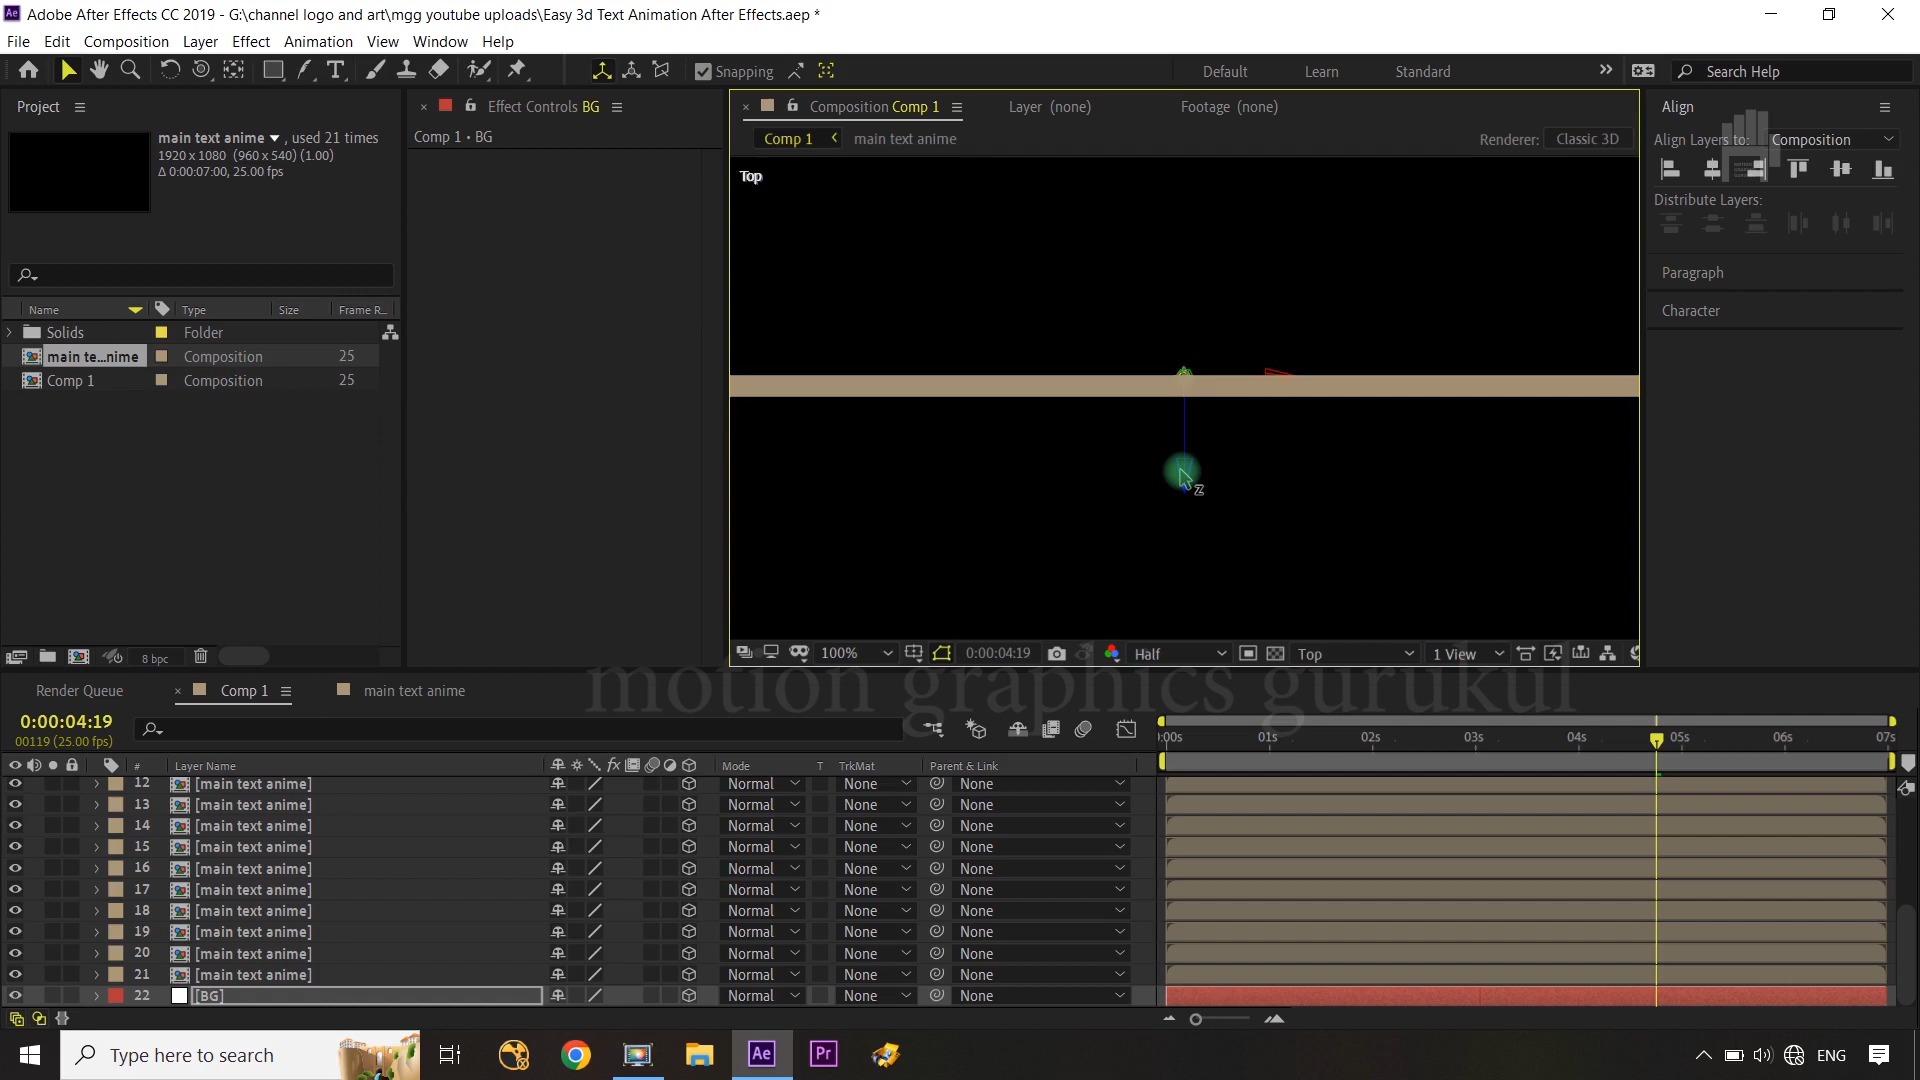 Adobe After Effects CC 2019 - G:\channel logo and art\mgg youtube uploads\Easy 3d Text Animation After Effects.aep *
File Edit Composition Layer Effect Animation View Window Help
Snapping Default Learn Standard Search Help
Project
main text anime , used 21 times
1920 x 1080 (960 x 540) (1.00)
Δ 0:00:07:00, 25.00 fps
Name Type Size Frame R...
Solids Folder
main te...nime Composition 25
Comp 1 Composition 25
8 bpc
Effect Controls BG
Comp 1 • BG
Composition Comp 1 Layer (none) Footage (none)
Comp 1 main text anime Renderer: Classic 3D
Top
Z
100% 0:00:04:19 Half Top 1 View
Align
Align Layers to: Composition
Distribute Layers:
Paragraph
Character
motion graphics gurukul
Render Queue Comp 1 main text anime
0:00:04:19
00119 (25.00 fps)
:00s 01s 02s 03s 04s 05s 06s 07s
# Layer Name Mode T TrkMat Parent & Link
12 [main text anime] Normal None None
13 [main text anime] Normal None None
14 [main text anime] Normal None None
15 [main text anime] Normal None None
16 [main text anime] Normal None None
17 [main text anime] Normal None None
18 [main text anime] Normal None None
19 [main text anime] Normal None None
20 [main text anime] Normal None None
21 [main text anime] Normal None None
22 [BG] Normal None None
Type here to search Ae Pr ENG